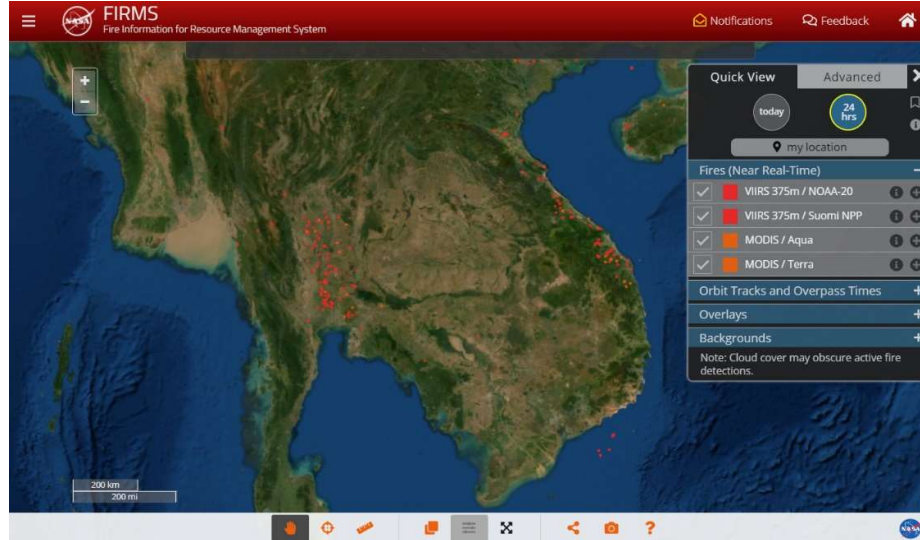 NASA
FIRMS
Fire Information for Resource Management System
Notifications
Feedback
+
−
Quick View
Advanced
today
24
hrs
my location
Fires (Near Real-Time)
VIIRS 375m / NOAA-20
VIIRS 375m / Suomi NPP
MODIS / Aqua
MODIS / Terra
Orbit Tracks and Overpass Times
Overlays
Backgrounds
Note: Cloud cover may obscure active fire
detections.
200 km
200 mi
NASA